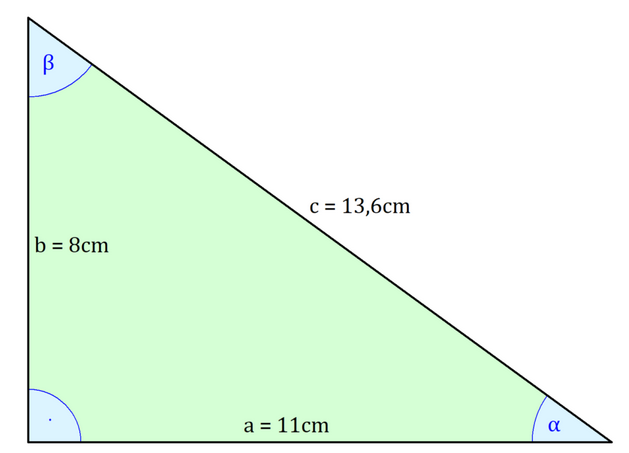 β
c = 13,6cm
b = 8cm
a = 11cm
α